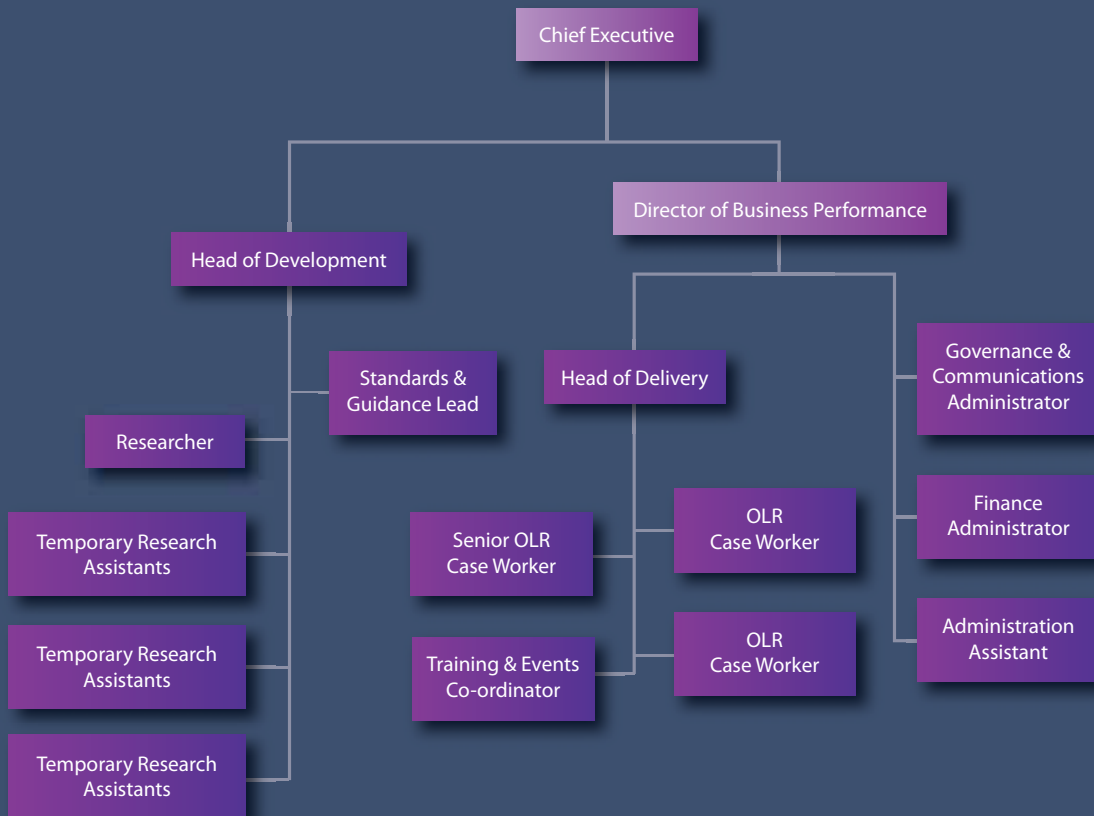 Chief Executive
Director of Business Performance
Head of Development
Standards &
Guidance Lead
Researcher
Temporary Research
Assistants
Temporary Research
Assistants
Temporary Research
Assistants
Head of Delivery
Senior OLR
Case Worker
OLR
Case Worker
Training & Events
Co-ordinator
OLR
Case Worker
Governance &
Communications
Administrator
Finance
Administrator
Administration
Assistant